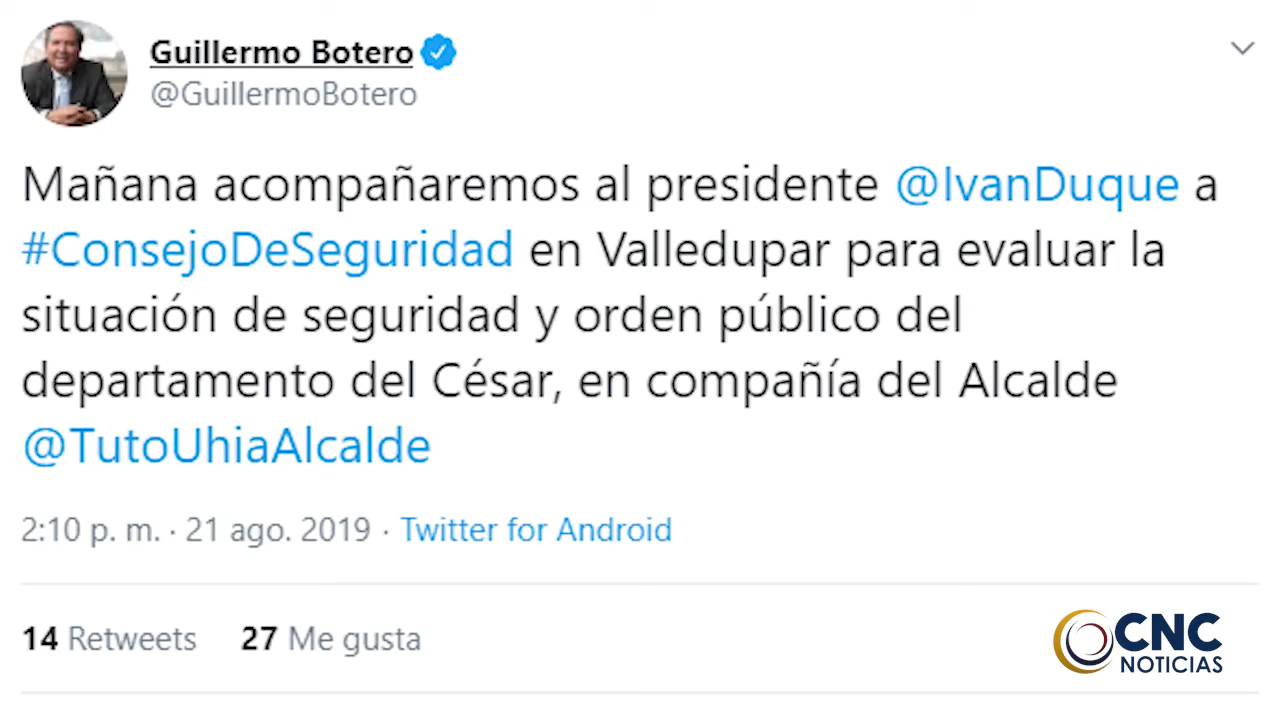 Guillermo Botero
@GuillermoBotero
Mañana acompañaremos al presidente @IvanDuque a
#ConsejoDeSeguridad en Valledupar para evaluar la
situación de seguridad y orden público del
departamento del César, en compañía del Alcalde
@TutoUhiaAlcalde
2:10 p. m. · 21 ago. 2019 · Twitter for Android
14 Retweets 27 Me gusta
CNC
NOTICIAS